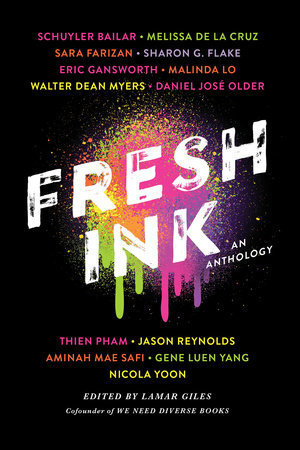 SCHUYLER BAILAR • MELISSA DE LA CRUZ
SARA FARIZAN • SHARON G. FLAKE
ERIC GANSWORTH • MALINDA LO
WALTER DEAN MYERS • DANIEL JOSÉ OLDER
FRESH
INK
AN
ANTHOLOGY
THIEN PHAM • JASON REYNOLDS
AMINAH MAE SAFI • GENE LUEN YANG
NICOLA YOON
EDITED BY LAMAR GILES
Cofounder of WE NEED DIVERSE BOOKS